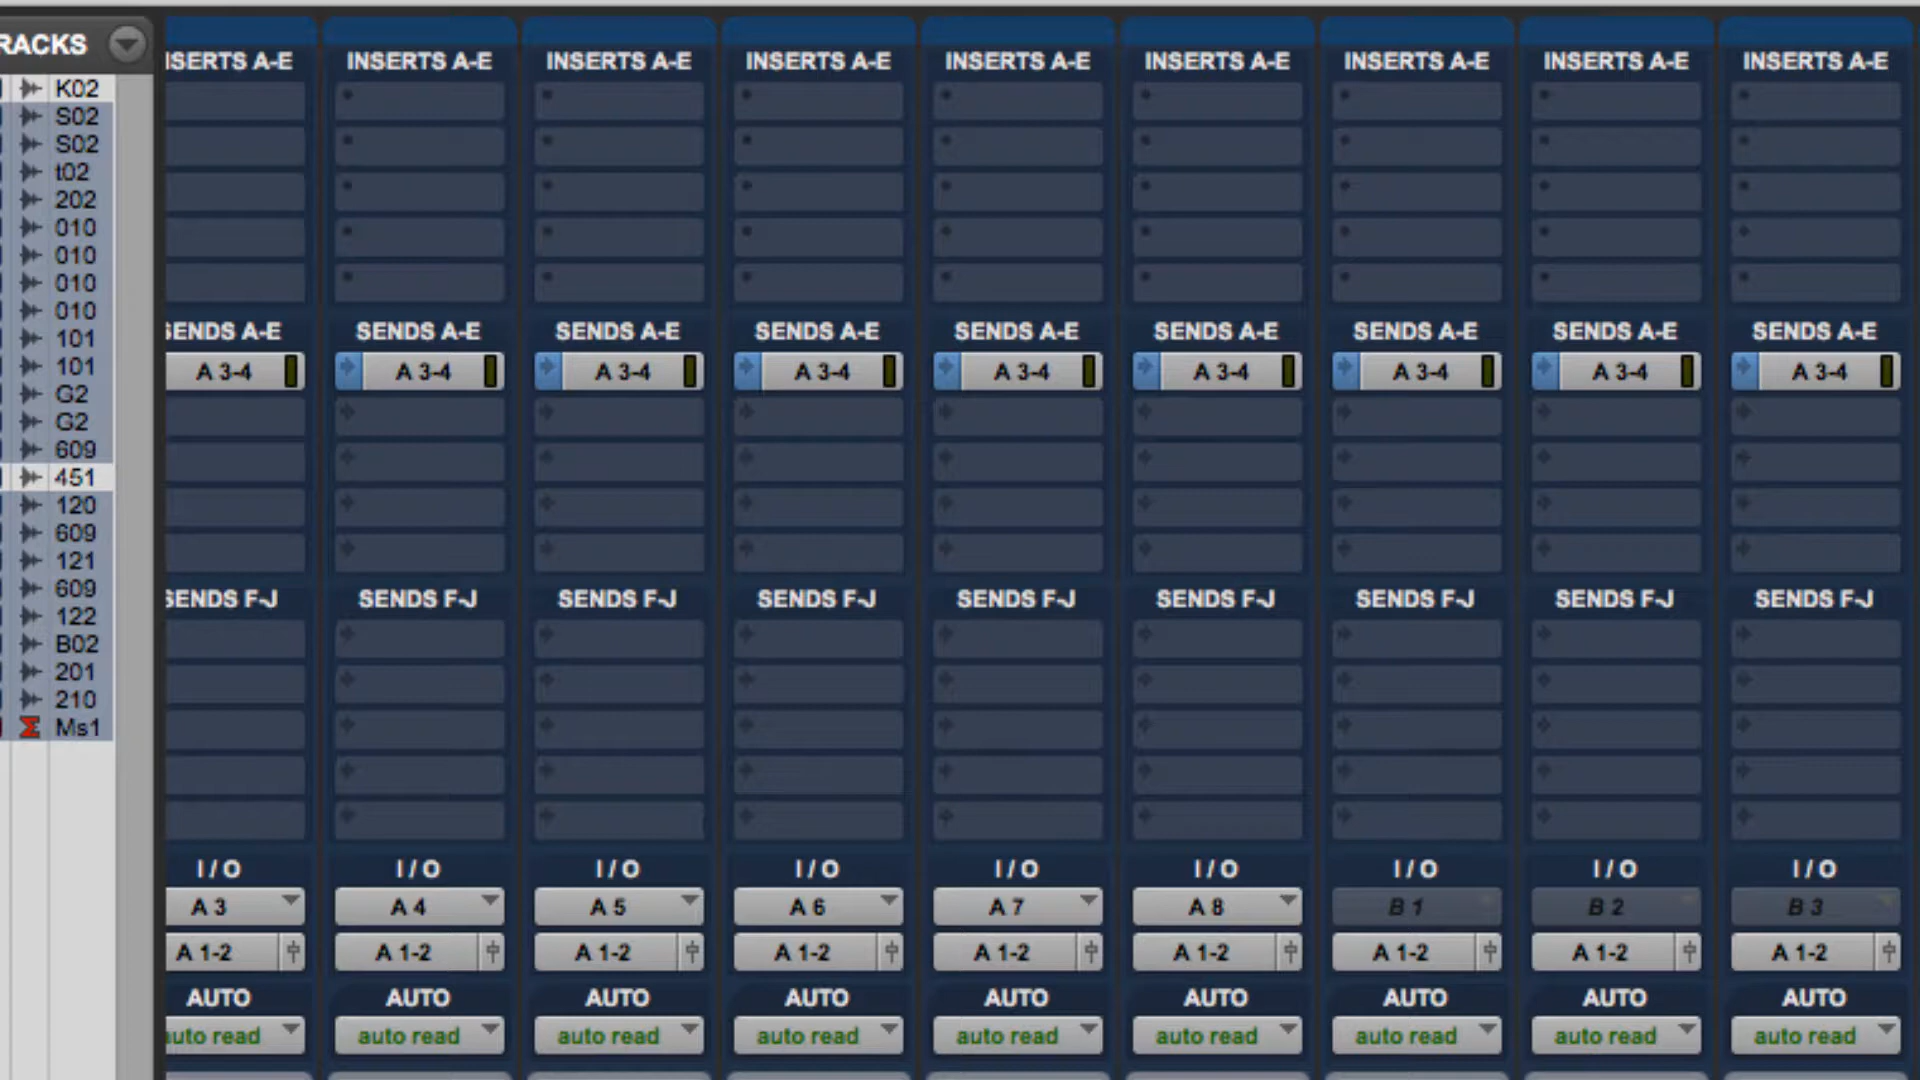 RACKS
K02
S02
S02
t02
202
010
010
010
010
101
101
G2
G2
609
451
120
609
121
609
122
B02
201
210
Ms1
ISERTS A-E INSERTS A-E INSERTS A-E INSERTS A-E INSERTS A-E INSERTS A-E INSERTS A-E INSERTS A-E INSERTS A-E
SENDS A-E SENDS A-E SENDS A-E SENDS A-E SENDS A-E SENDS A-E SENDS A-E SENDS A-E SENDS A-E
A 3-4 A 3-4 A 3-4 A 3-4 A 3-4 A 3-4 A 3-4 A 3-4 A 3-4
SENDS F-J SENDS F-J SENDS F-J SENDS F-J SENDS F-J SENDS F-J SENDS F-J SENDS F-J SENDS F-J
I / O I / O I / O I / O I / O I / O I / O I / O I / O
A 3 A 4 A 5 A 6 A 7 A 8 B 1 B 2 B 3
A 1-2 A 1-2 A 1-2 A 1-2 A 1-2 A 1-2 A 1-2 A 1-2 A 1-2
AUTO AUTO AUTO AUTO AUTO AUTO AUTO AUTO AUTO
auto read auto read auto read auto read auto read auto read auto read auto read auto read